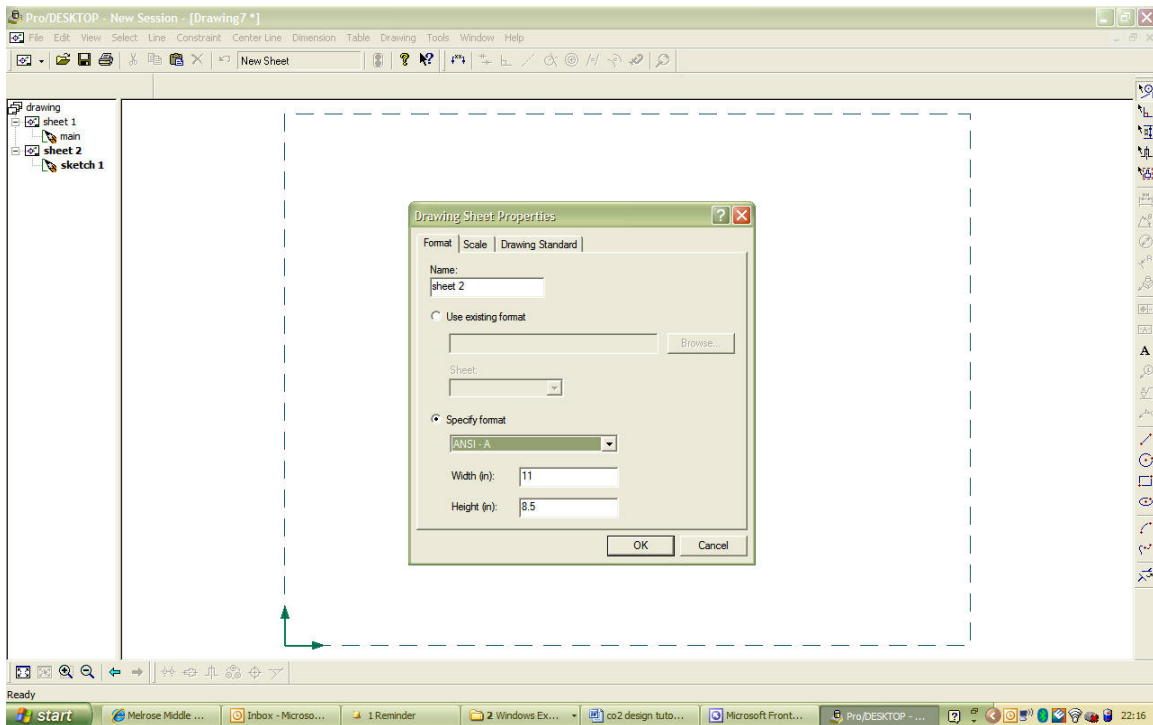 Pro/DESKTOP - New Session - [Drawing7 *]
File Edit View Select Line Constraint Center Line Dimension Table Drawing Tools Window Help
New Sheet
drawing
sheet 1
main
sheet 2
sketch 1
Drawing Sheet Properties
Format Scale Drawing Standard
Name:
sheet 2
Use existing format
Browse...
Sheet:
Specify format
ANSI - A
Width (in): 11
Height (in): 8.5
OK Cancel
Ready
start Melrose Middle ... Inbox - Microso... 1 Reminder 2 Windows Ex... co2 design tuto... Microsoft Front... Pro/DESKTOP - ... 22:16